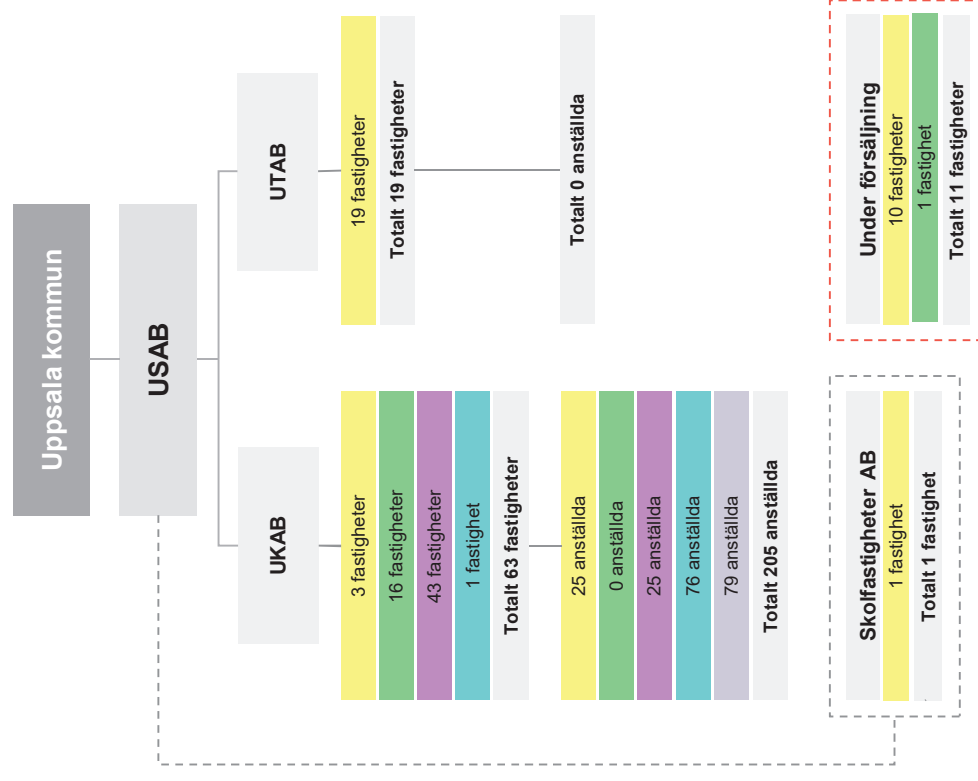 Uppsala kommun
USAB
UKAB
3 fastigheter
16 fastigheter
43 fastigheter
1 fastighet
Totalt 63 fastigheter
25 anställda
0 anställda
25 anställda
76 anställda
79 anställda
Totalt 205 anställda
UTAB
19 fastigheter
Totalt 19 fastigheter
Totalt 0 anställda
Skolfastigheter AB
1 fastighet
Totalt 1 fastighet
Under försäljning
10 fastigheter
1 fastighet
Totalt 11 fastigheter